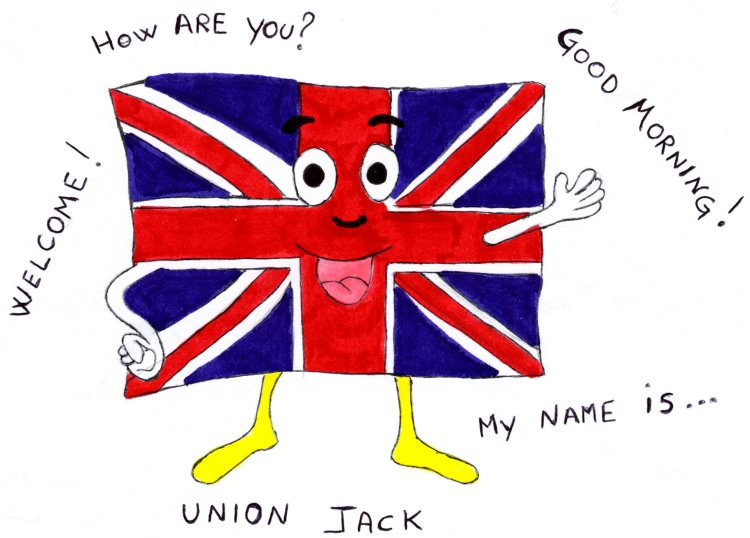 How ARE YOU?
GOOD MORNING!
WELCOME!
MY NAME iS...
UNION JACK